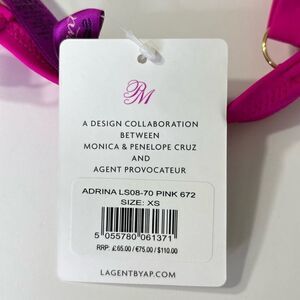 PM
A DESIGN COLLABORATION
BETWEEN
MONICA & PENELOPE CRUZ
AND
AGENT PROVOCATEUR
ADRINA LS08-70 PINK 672
SIZE: XS
5 055780 061371
RRP: £65.00 / €75.00 / $110.00
LAGENTBYAP.COM